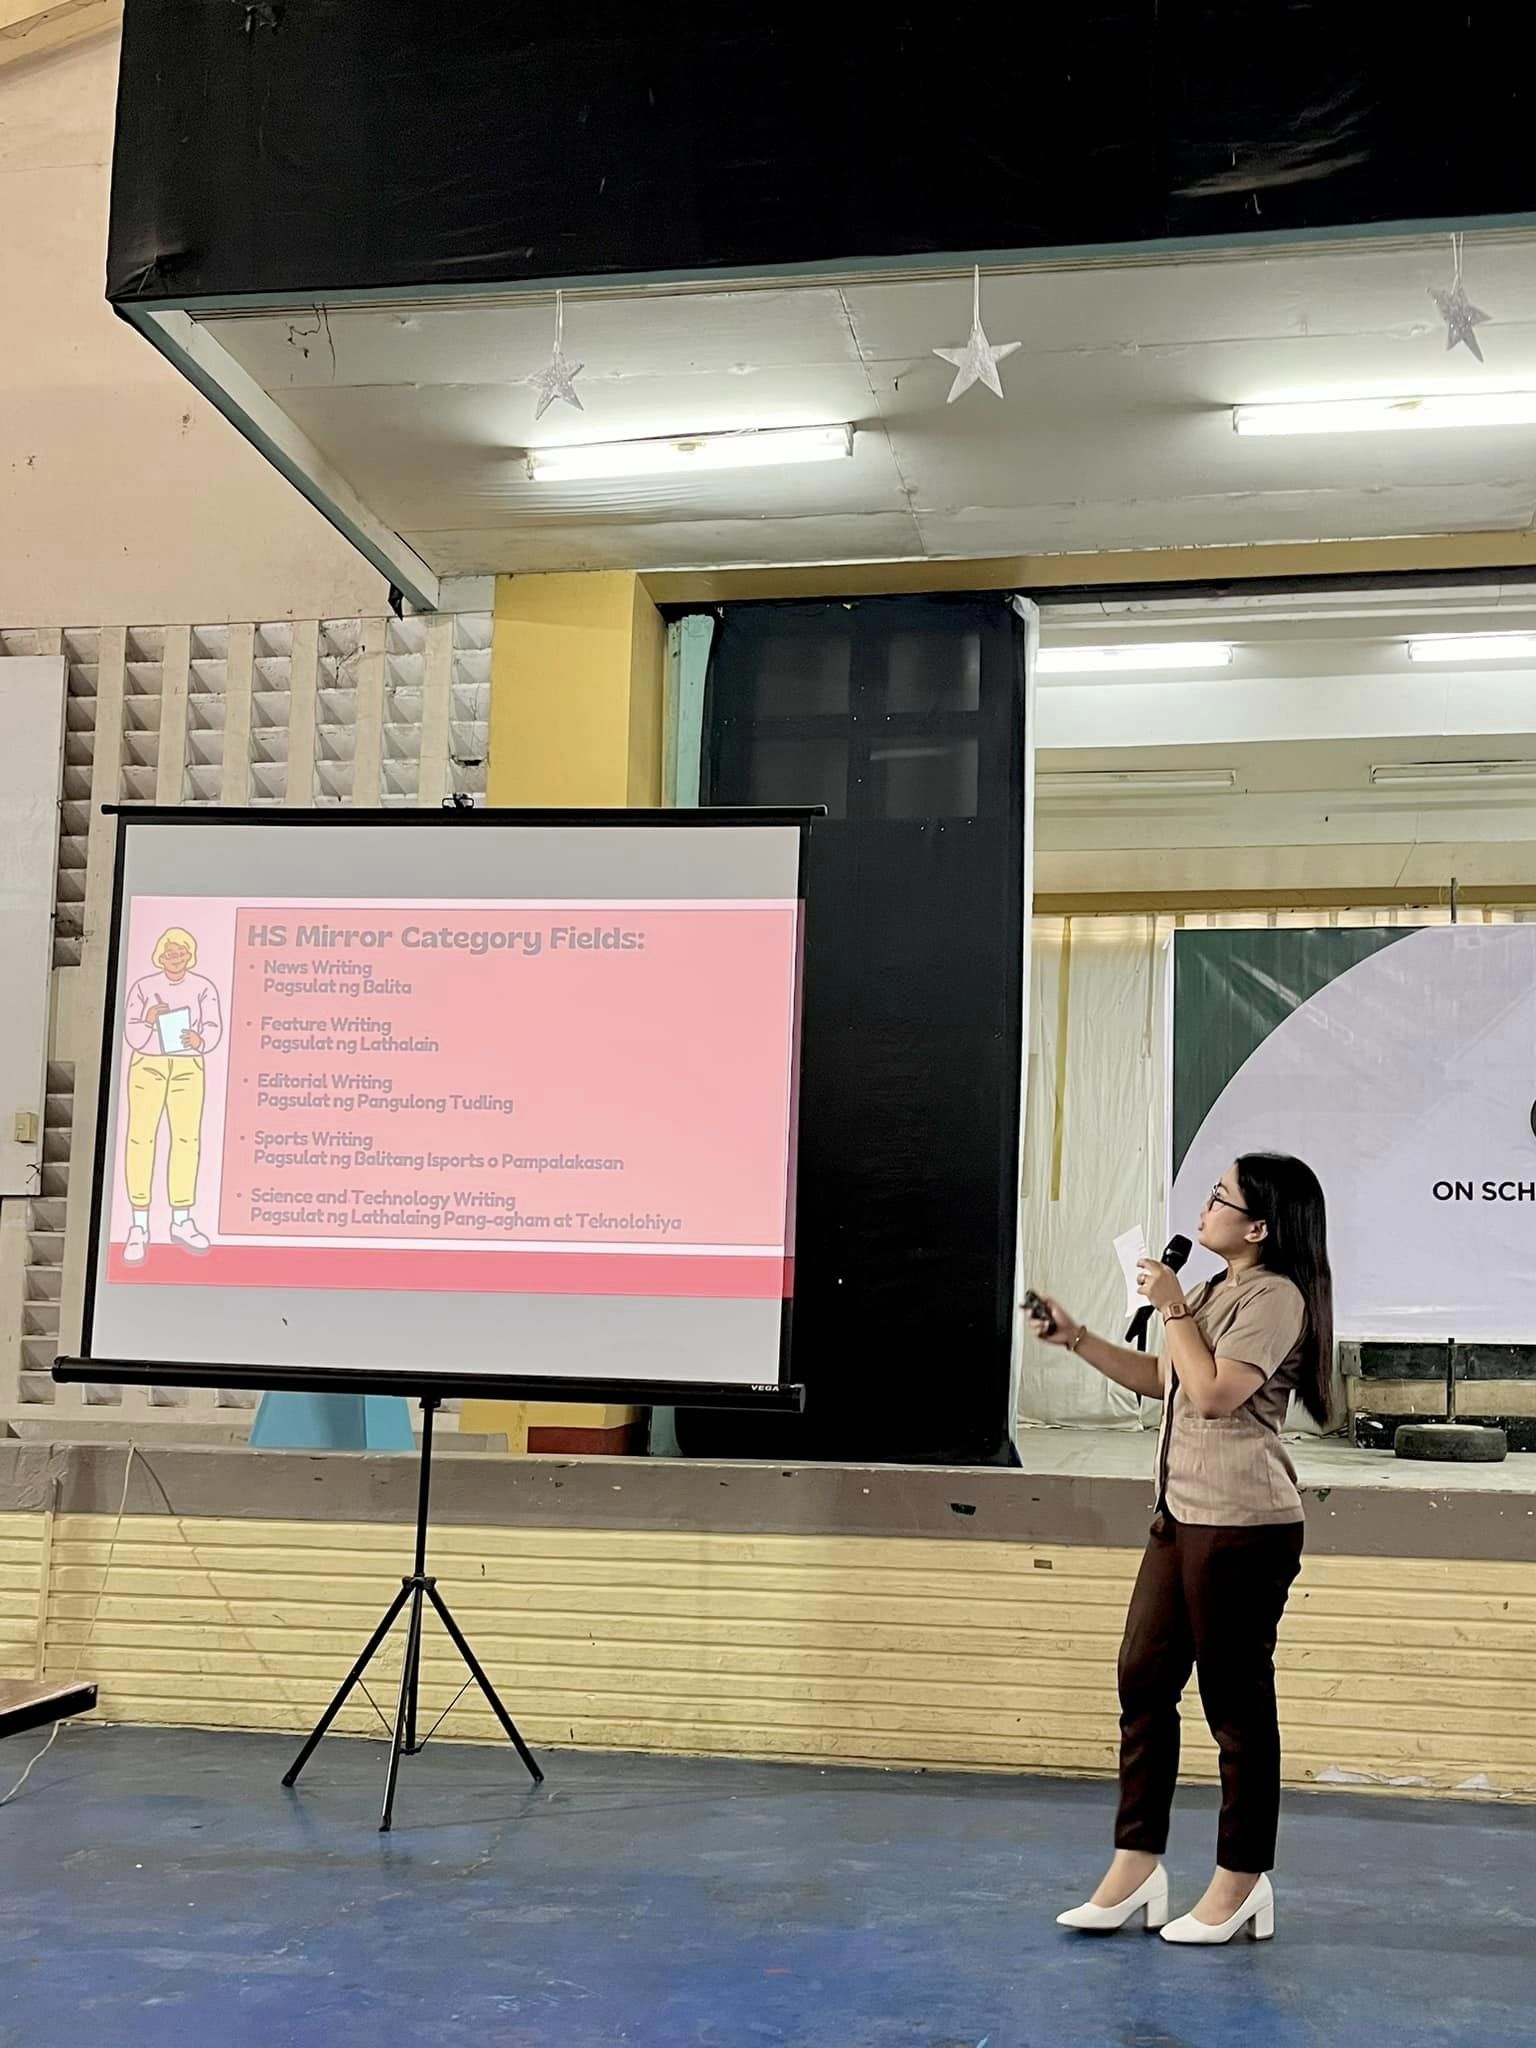 HS Mirror Category Fields:
• News Writing
Pagsulat ng Balita
• Feature Writing
Pagsulat ng Lathalain
• Editorial Writing
Pagsulat ng Pangulong Tudling
• Sports Writing
Pagsulat ng Balitang Isports o Pampalakasan
• Science and Technology Writing
Pagsulat ng Lathalaing Pang-agham at Teknolohiya
VEGA
ON SCH